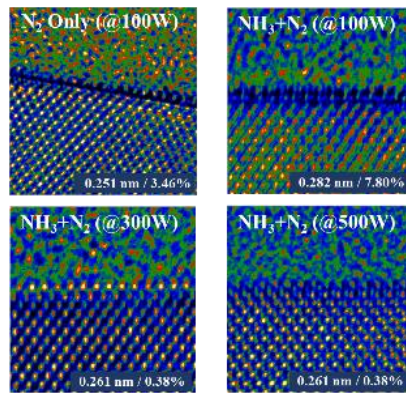 N₂ Only (@100W)
0.251 nm / 3.46%
NH₃+N₂ (@100W)
0.282 nm / 7.80%
NH₃+N₂ (@300W)
0.261 nm / 0.38%
NH₃+N₂ (@500W)
0.261 nm / 0.38%